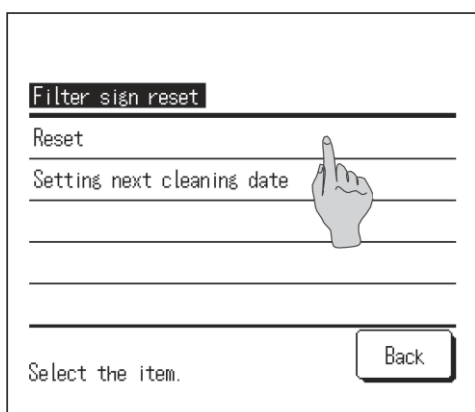 Filter sign reset
Reset
Setting next cleaning date
Select the item.
Back